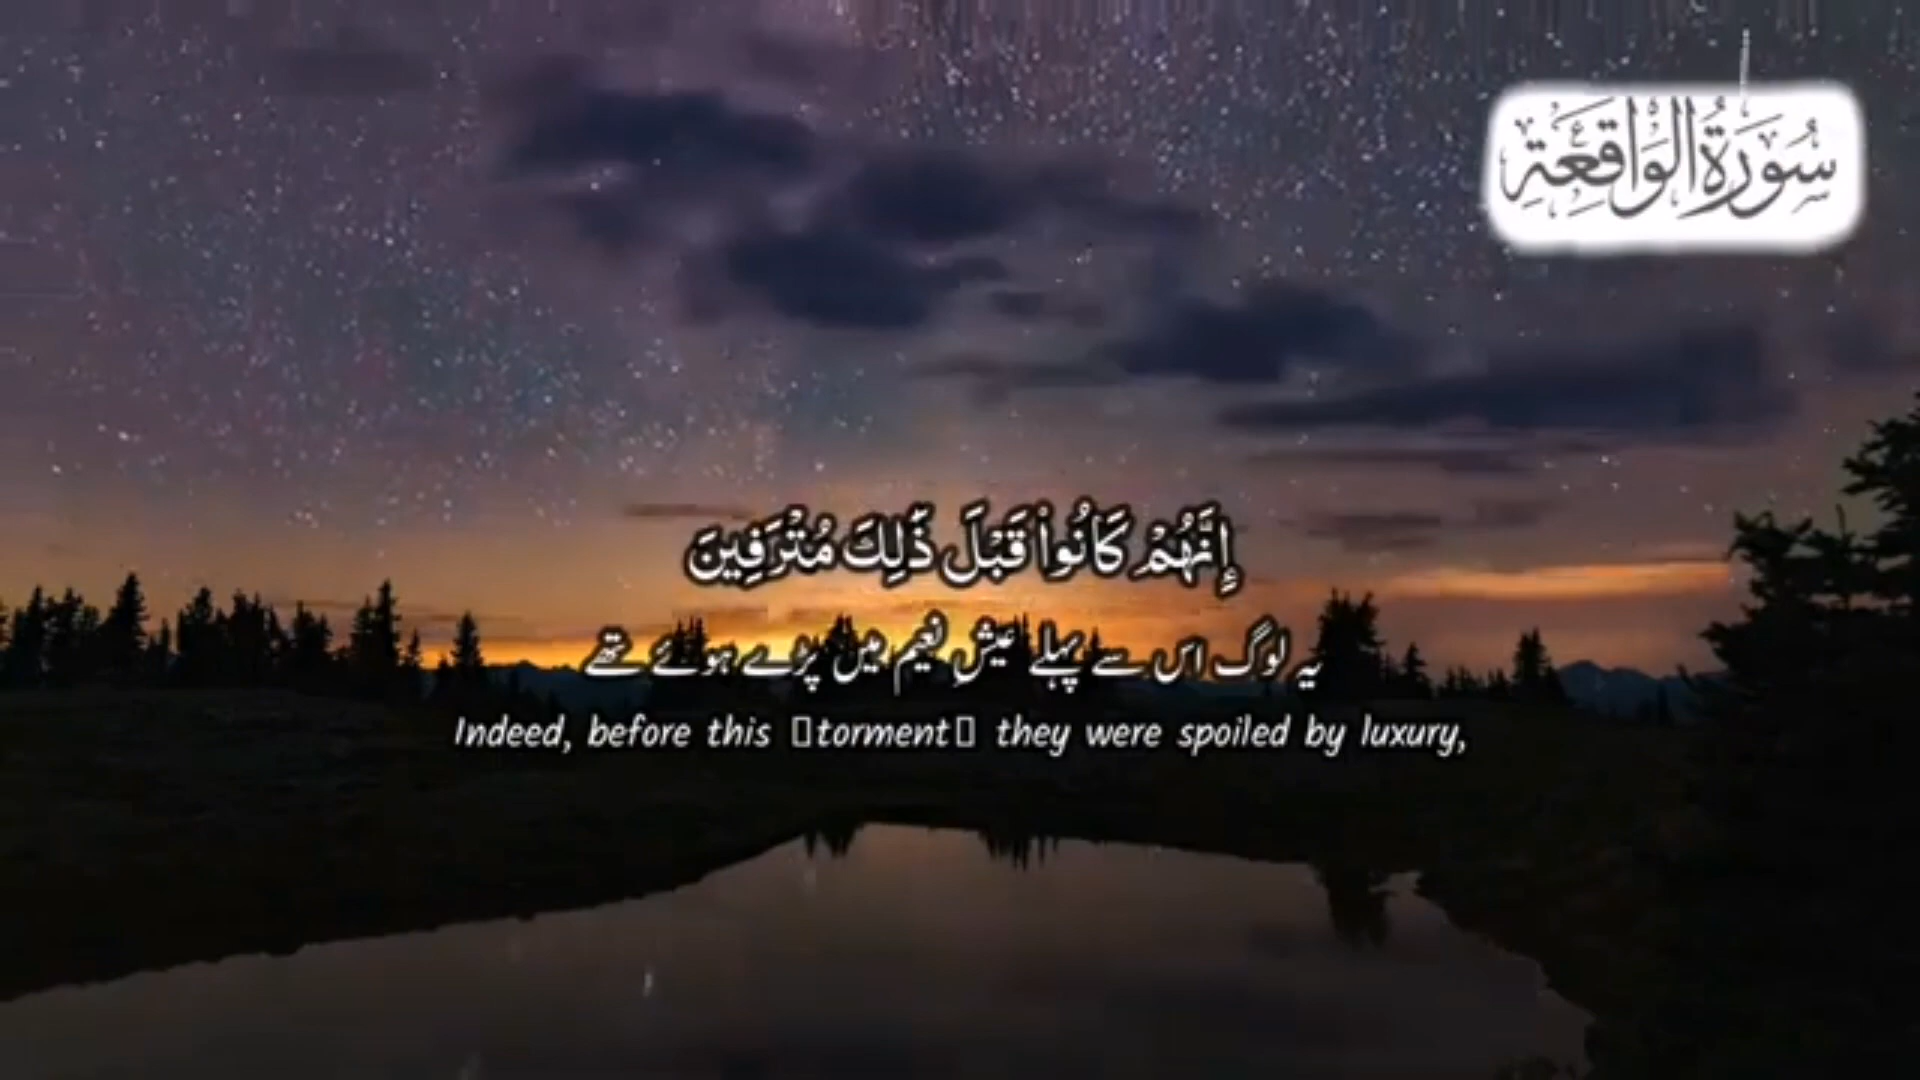 سُورَةُ الْوَاقِعَةِ
إِنَّهُمْ كَانُوا۟ قَبْلَ ذَٰلِكَ مُتْرَفِينَ
یہ لوگ اس سے پہلے عیشِ نعیم میں پڑے ہوئے تھے
Indeed, before this ▯torment▯ they were spoiled by luxury,